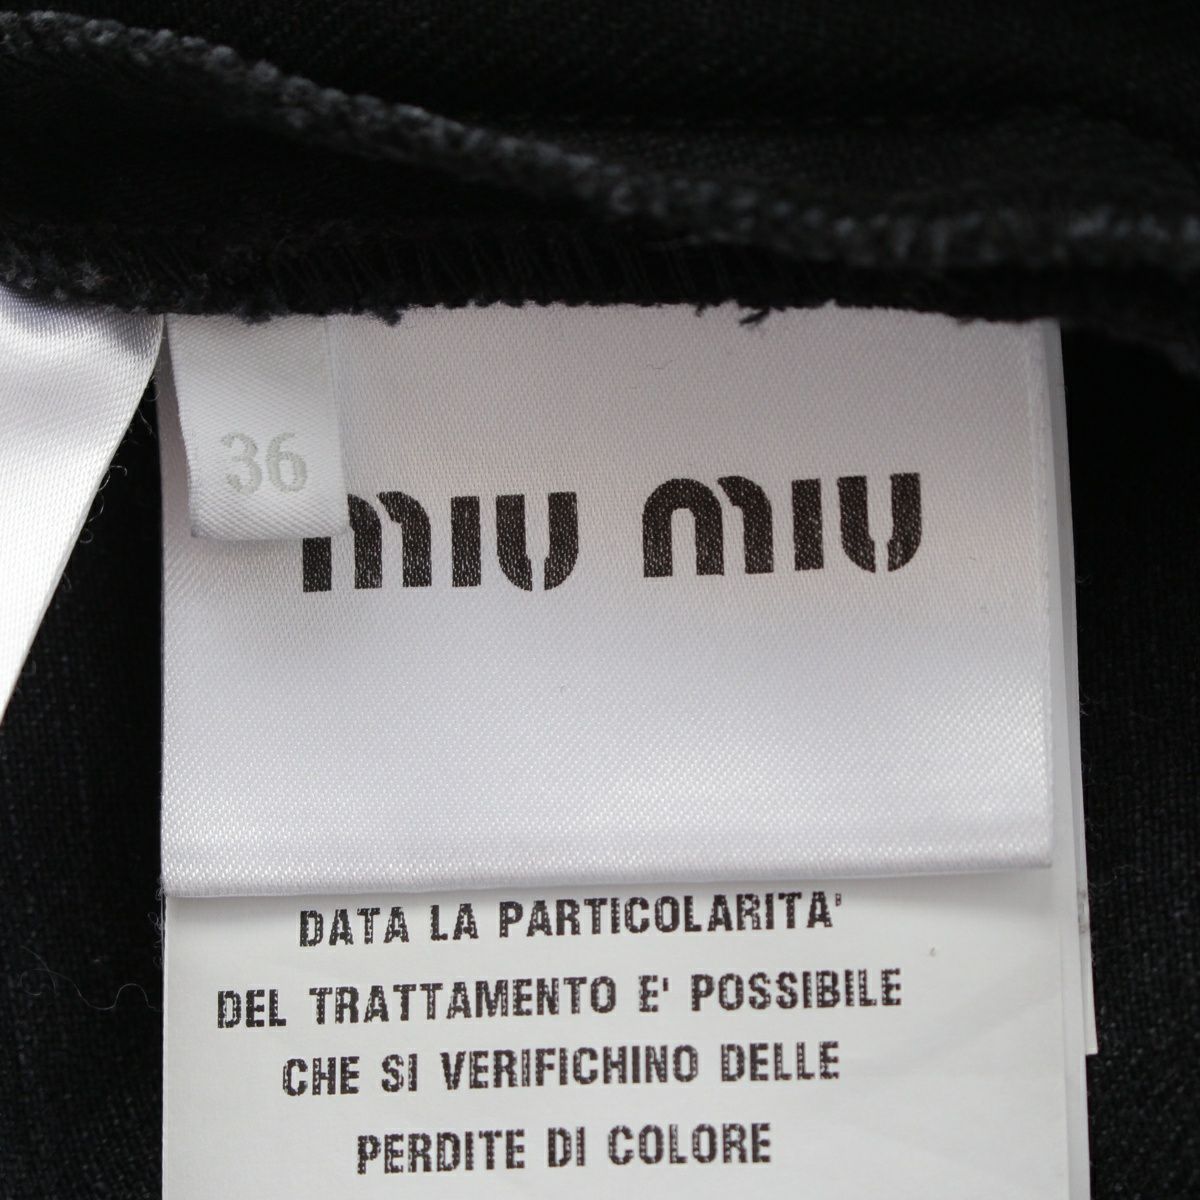 36
miu miu
DATA LA PARTICOLARITA'
DEL TRATTAMENTO E' POSSIBILE
CHE SI VERIFICHINO DELLE
PERDITE DI COLORE